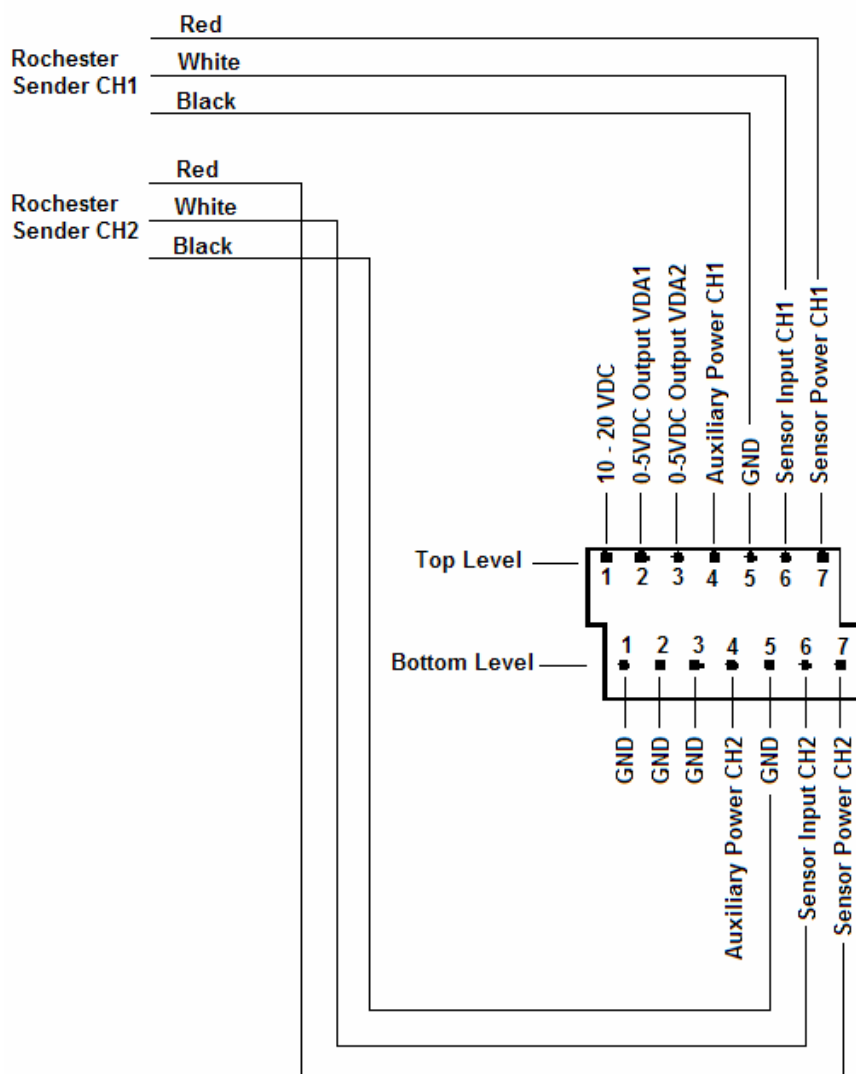 Red
Rochester
Sender CH1
White
Black
Red
Rochester
Sender CH2
White
Black
10 - 20 VDC
0-5VDC Output VDA1
0-5VDC Output VDA2
Auxiliary Power CH1
GND
Sensor Input CH1
Sensor Power CH1
Top Level
1 2 3 4 5 6 7
Bottom Level
1 2 3 4 5 6 7
GND
GND
GND
Auxiliary Power CH2
GND
Sensor Input CH2
Sensor Power CH2